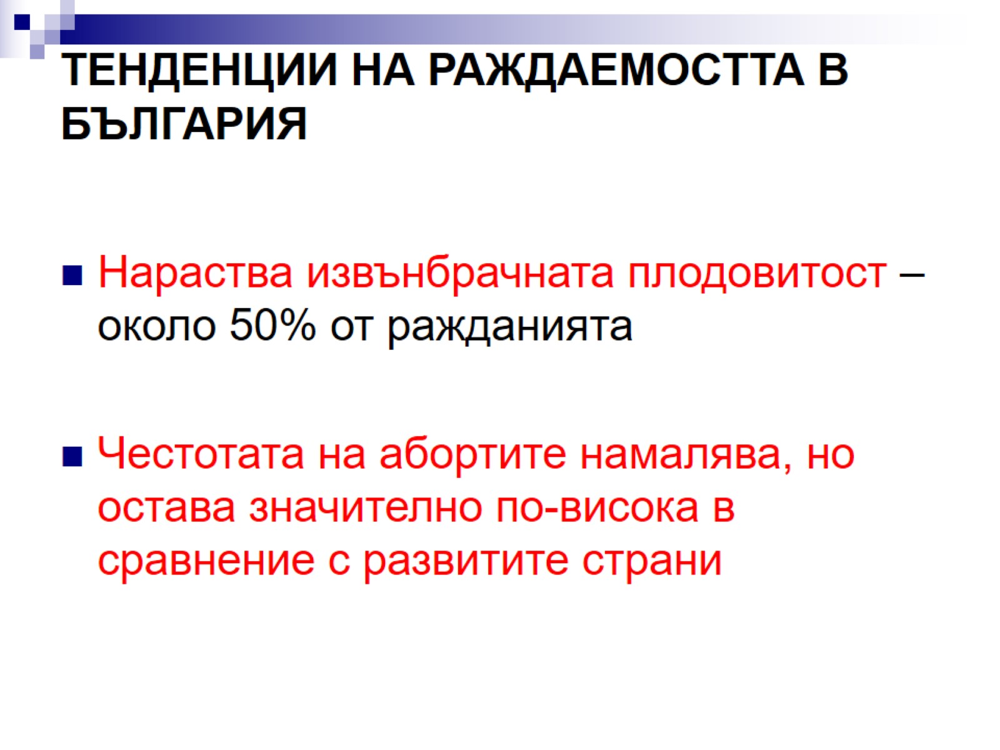 ТЕНДЕНЦИИ НА РАЖДАЕМОСТТА В
БЪЛГАРИЯ
Нараства извънбрачната плодовитост –
около 50% от ражданията
Честотата на абортите намалява, но
остава значително по-висока в
сравнение с развитите страни